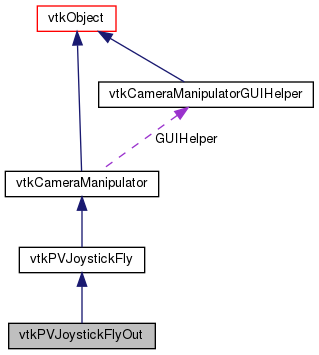 vtkObject
vtkCameraManipulatorGUIHelper
GUIHelper
vtkCameraManipulator
vtkPVJoystickFly
vtkPVJoystickFlyOut